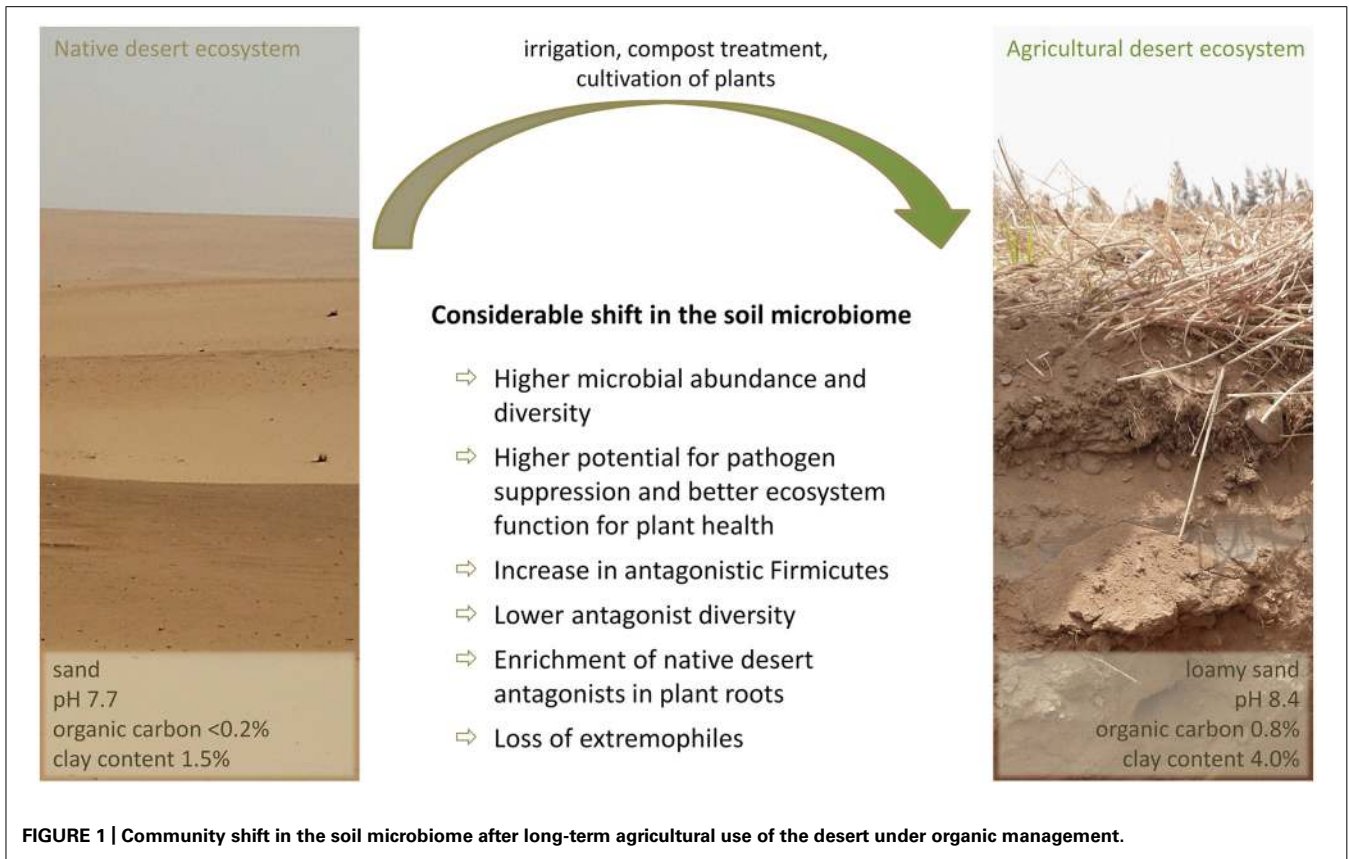 Native desert ecosystem
irrigation, compost treatment,
cultivation of plants
Agricultural desert ecosystem
Considerable shift in the soil microbiome
⇨ Higher microbial abundance and
diversity
⇨ Higher potential for pathogen
suppression and better ecosystem
function for plant health
⇨ Increase in antagonistic Firmicutes
⇨ Lower antagonist diversity
⇨ Enrichment of native desert
antagonists in plant roots
⇨ Loss of extremophiles
sand
pH 7.7
organic carbon <0.2%
clay content 1.5%
loamy sand
pH 8.4
organic carbon 0.8%
clay content 4.0%
FIGURE 1 | Community shift in the soil microbiome after long-term agricultural use of the desert under organic management.